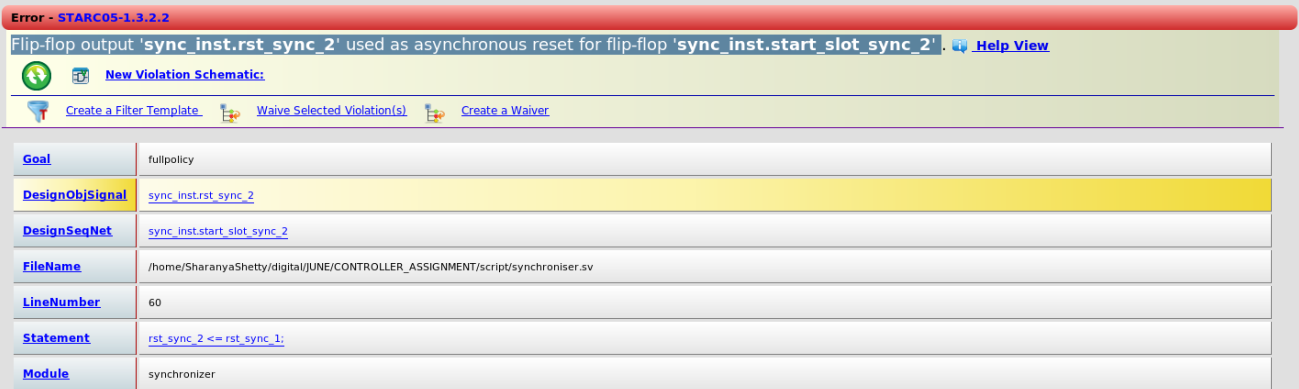 Error - STARC05-1.3.2.2
Flip-flop output 'sync_inst.rst_sync_2' used as asynchronous reset for flip-flop 'sync_inst.start_slot_sync_2' . Help View
New Violation Schematic:
Create a Filter Template Waive Selected Violation(s) Create a Waiver
Goal fullpolicy
DesignObjSignal sync_inst.rst_sync_2
DesignSeqNet sync_inst.start_slot_sync_2
FileName /home/SharanyaShetty/digital/JUNE/CONTROLLER_ASSIGNMENT/script/synchroniser.sv
LineNumber 60
Statement rst_sync_2 <= rst_sync_1;
Module synchronizer